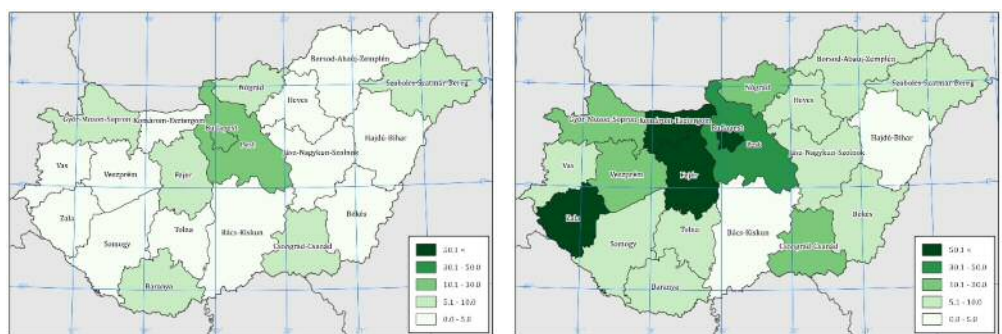 Borsod-Abaúj-Zemplén
Szabolcs-Szatmár-Bereg
Nógrád
Heves
Győr-Moson-Sopron
Komárom-Esztergom
Budapest
Pest
Hajdú-Bihar
Jász-Nagykun-Szolnok
Vas
Veszprém
Fejér
Zala
Somogy
Tolna
Bács-Kiskun
Békés
Csongrád-Csanád
Baranya
50.1 <
30.1 - 50.0
10.1 - 30.0
5.1 - 10.0
0.0 - 5.0
Borsod-Abaúj-Zemplén
Szabolcs-Szatmár-Bereg
Nógrád
Heves
Győr-Moson-Sopron
Komárom-Esztergom
Budapest
Pest
Hajdú-Bihar
Jász-Nagykun-Szolnok
Vas
Veszprém
Fejér
Zala
Somogy
Tolna
Bács-Kiskun
Békés
Csongrád-Csanád
Baranya
50.1 <
30.1 - 50.0
10.1 - 30.0
5.1 - 10.0
0.0 - 5.0